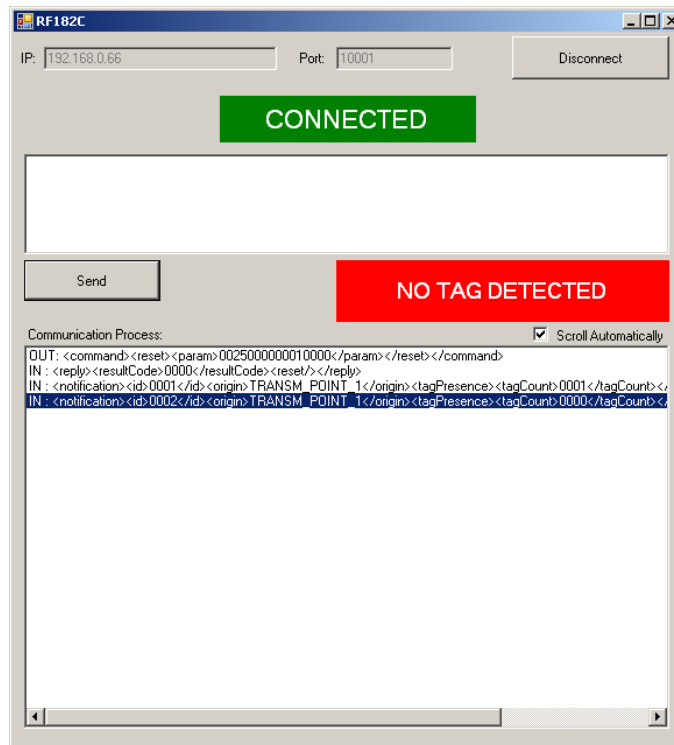 RF182C
IP: 192.168.0.66 Port: 10001 Disconnect
CONNECTED
Send
NO TAG DETECTED
Communication Process: Scroll Automatically
OUT: <command><reset><param>0025000000010000</param></reset></command>
IN : <reply><resultCode>0000</resultCode><reset/></reply>
IN : <notification><id>0001</id><origin>TRANSM_POINT_1</origin><tagPresence><tagCount>0001</tagCount></
IN : <notification><id>0002</id><origin>TRANSM_POINT_1</origin><tagPresence><tagCount>0000</tagCount></